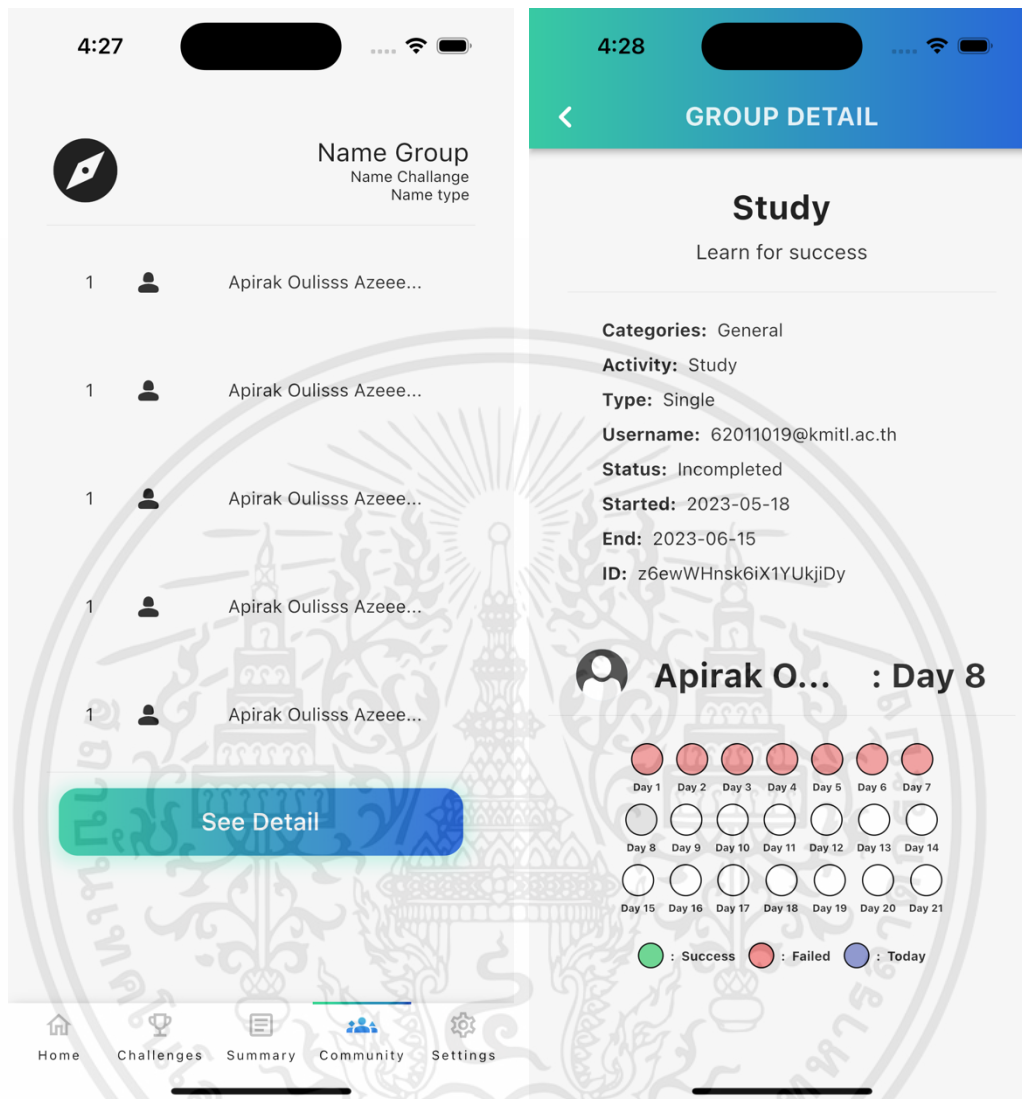 4:27
Name Group
Name Challange
Name type
1 Apirak Oulisss Azeee...
1 Apirak Oulisss Azeee...
1 Apirak Oulisss Azeee...
1 Apirak Oulisss Azeee...
1 Apirak Oulisss Azeee...
See Detail
Home Challenges Summary Community Settings
4:28
GROUP DETAIL
Study
Learn for success
Categories: General
Activity: Study
Type: Single
Username: 62011019@kmitl.ac.th
Status: Incompleted
Started: 2023-05-18
End: 2023-06-15
ID: z6ewWHnsk6iX1YUkjiDy
Apirak O... : Day 8
Day 1 Day 2 Day 3 Day 4 Day 5 Day 6 Day 7
Day 8 Day 9 Day 10 Day 11 Day 12 Day 13 Day 14
Day 15 Day 16 Day 17 Day 18 Day 19 Day 20 Day 21
: Success : Failed : Today